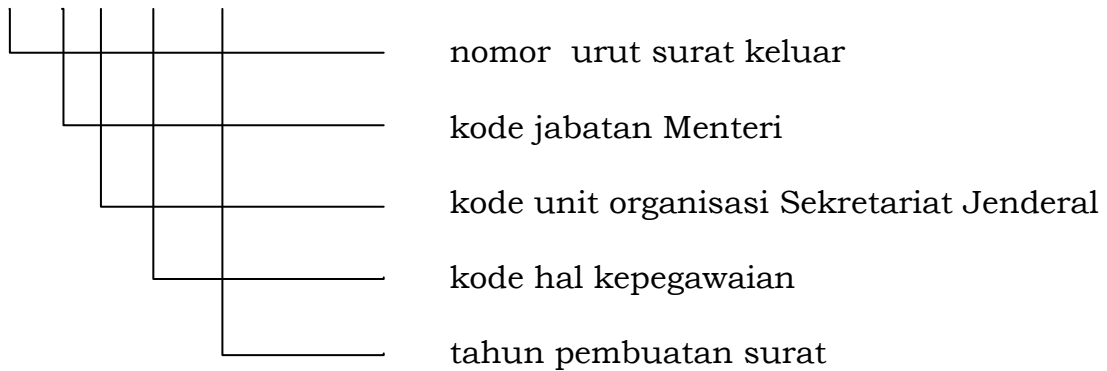 nomor urut surat keluar
kode jabatan Menteri
kode unit organisasi Sekretariat Jenderal
kode hal kepegawaian
tahun pembuatan surat